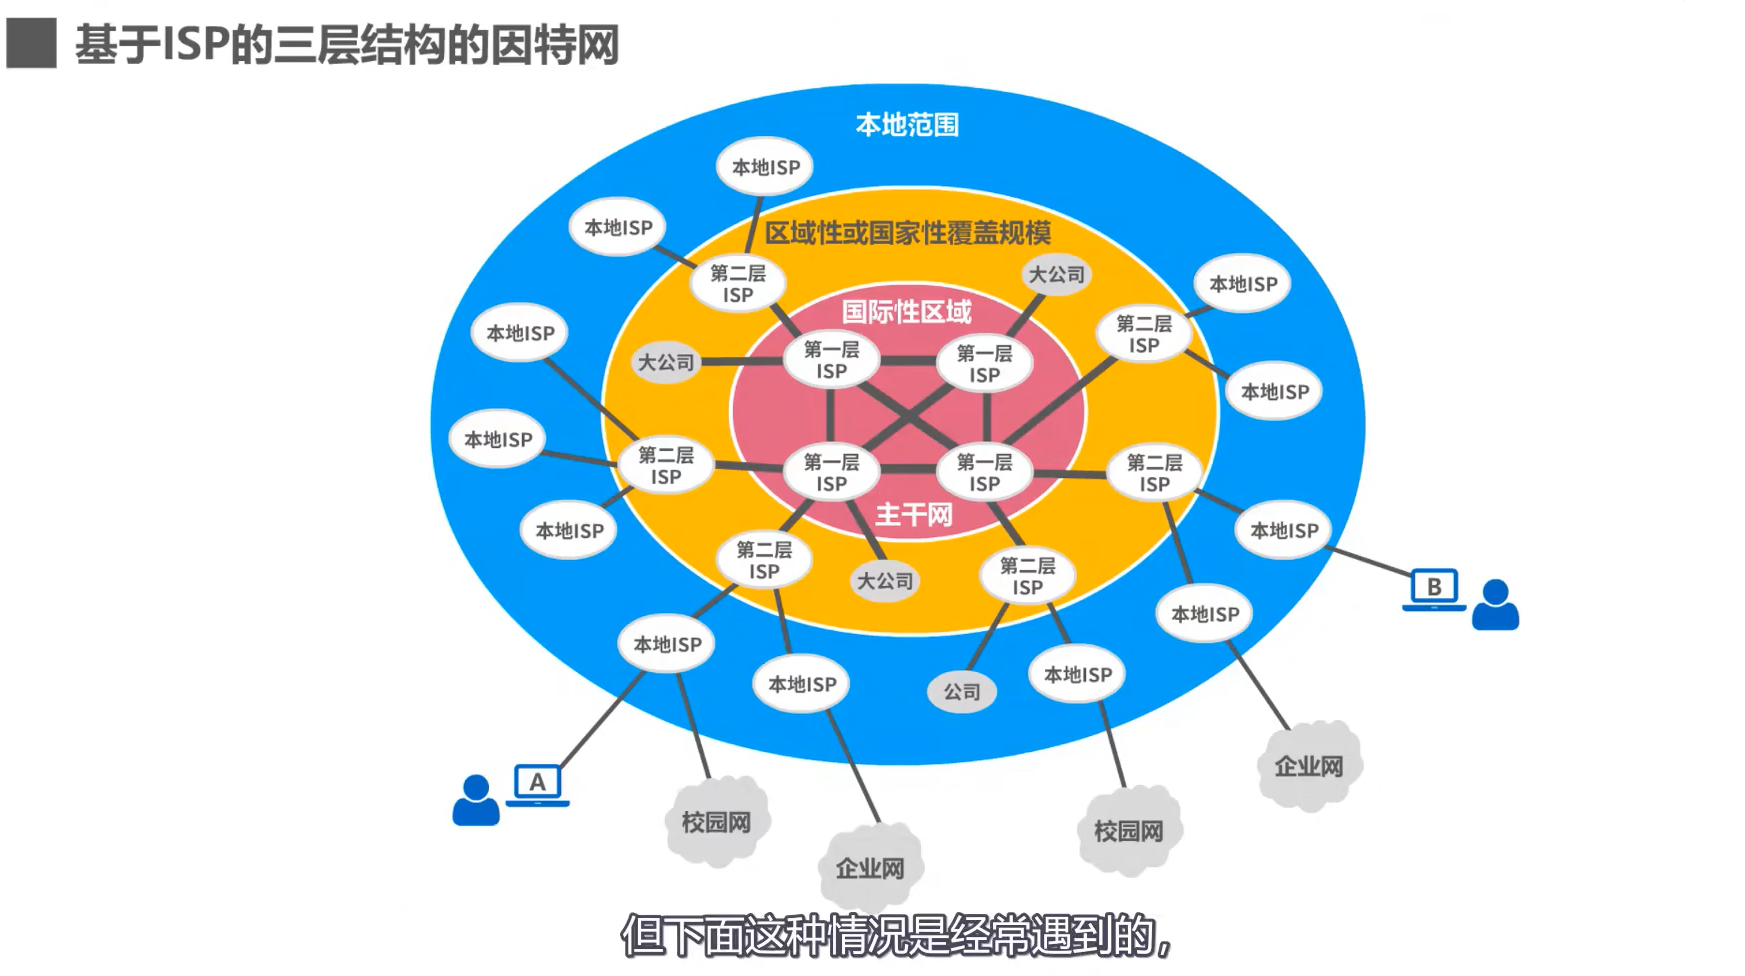 基于ISP的三层结构的因特网
本地范围
本地ISP
本地ISP
区域性或国家性覆盖规模
第二层
ISP
大公司
本地ISP
国际性区域
本地ISP
第二层
ISP
大公司
第一层
ISP
第一层
ISP
本地ISP
本地ISP
第二层
ISP
第一层
ISP
第一层
ISP
第二层
ISP
主干网
本地ISP
本地ISP
第二层
ISP
大公司
第二层
ISP
B
本地ISP
本地ISP
本地ISP
公司
本地ISP
A
校园网
企业网
校园网
企业网
但下面这种情况是经常遇到的，